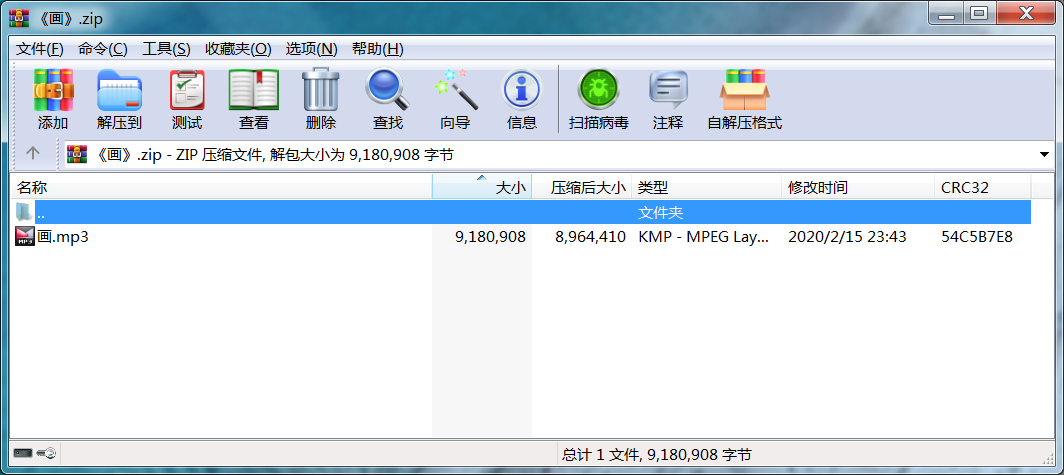 《画》.zip
文件(F) 命令(C) 工具(S) 收藏夹(O) 选项(N) 帮助(H)
添加 解压到 测试 查看 删除 查找 向导 信息 扫描病毒 注释 自解压格式
《画》.zip - ZIP 压缩文件, 解包大小为 9,180,908 字节
名称 大小 压缩后大小 类型 修改时间 CRC32
.. 文件夹
画.mp3 9,180,908 8,964,410 KMP - MPEG Lay... 2020/2/15 23:43 54C5B7E8
总计 1 文件, 9,180,908 字节